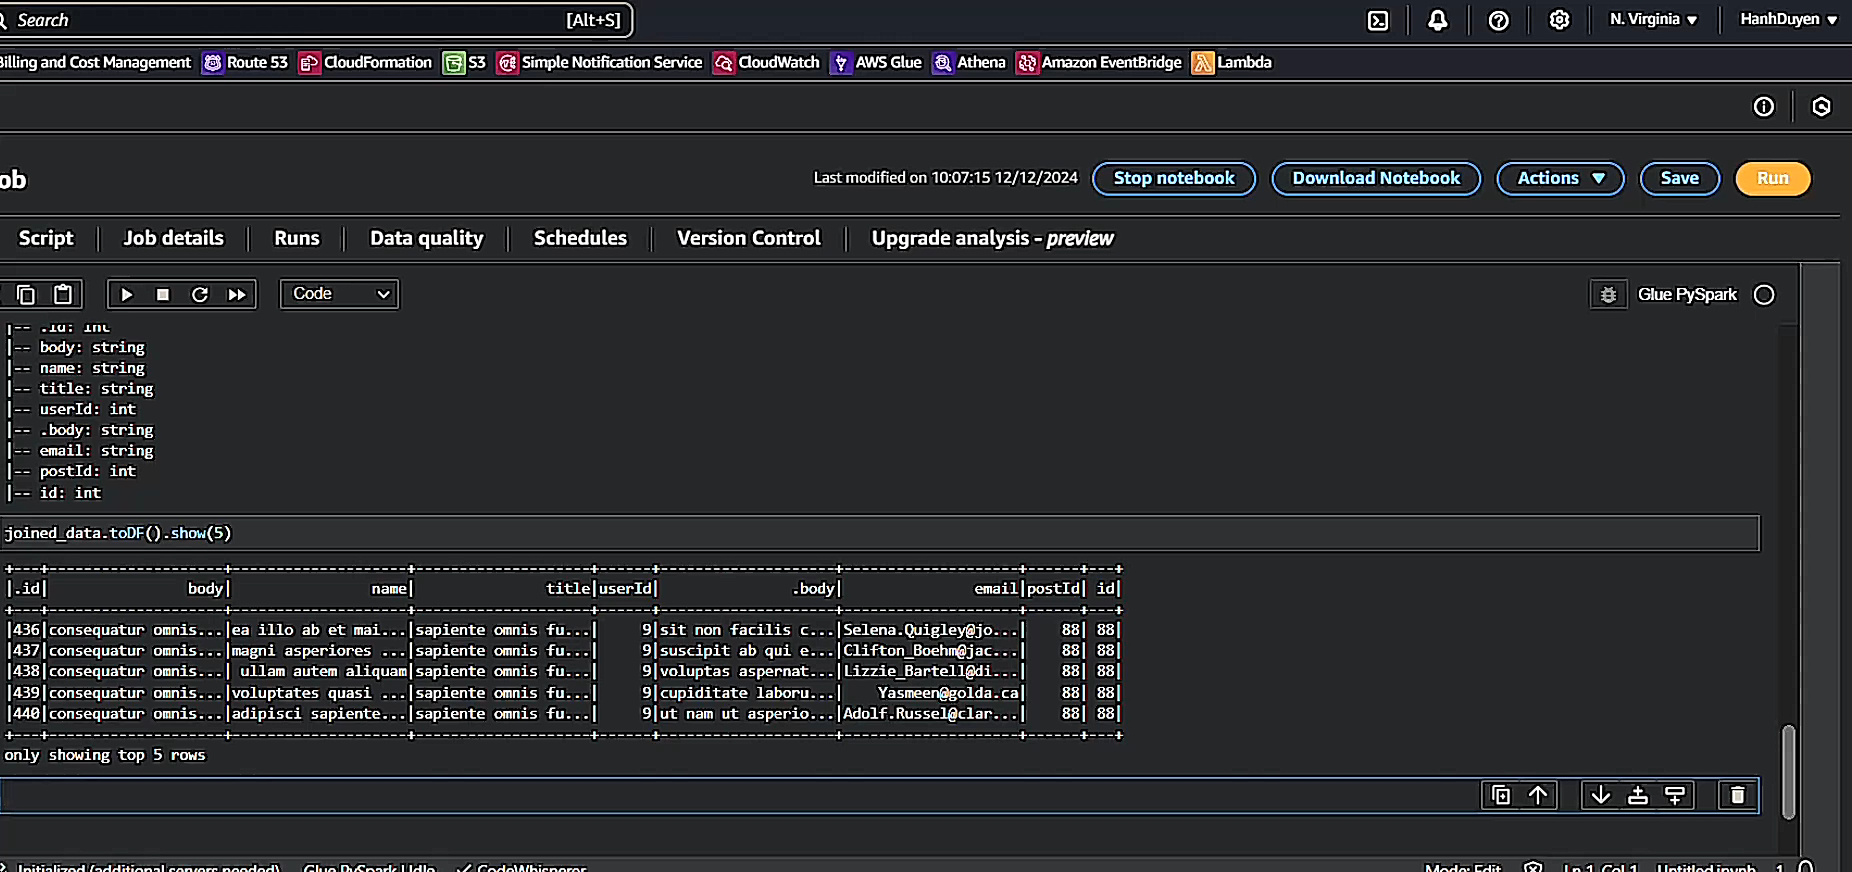 Search [Alt+S] N. Virginia ▼ HanhDuyen ▼
Billing and Cost Management Route 53 CloudFormation S3 Simple Notification Service CloudWatch AWS Glue Athena Amazon EventBridge Lambda
ob Last modified on 10:07:15 12/12/2024 Stop notebook Download Notebook Actions ▼ Save Run
Script Job details Runs Data quality Schedules Version Control Upgrade analysis - preview
Code Glue PySpark
|-- .id: int
|-- body: string
|-- name: string
|-- title: string
|-- userId: int
|-- .body: string
|-- email: string
|-- postId: int
|-- id: int
joined_data.toDF().show(5)
+---+--------------------+--------------------+--------------------+------+--------------------+--------------------+------+---+
|.id|                body|                name|               title|userId|               .body|               email|postId| id|
+---+--------------------+--------------------+--------------------+------+--------------------+--------------------+------+---+
|436|consequatur omnis...|ea illo ab et mai...|sapiente omnis fu...|     9|sit non facilis c...|Selena.Quigley@jo...|    88| 88|
|437|consequatur omnis...|magni asperiores ...|sapiente omnis fu...|     9|suscipit ab qui e...|Clifton_Boehm@jac...|    88| 88|
|438|consequatur omnis...| ullam autem aliquam|sapiente omnis fu...|     9|voluptas aspernat...|Lizzie_Bartell@di...|    88| 88|
|439|consequatur omnis...|voluptates quasi ...|sapiente omnis fu...|     9|cupiditate laboru...|    Yasmeen@golda.ca|    88| 88|
|440|consequatur omnis...|adipisci sapiente...|sapiente omnis fu...|     9|ut nam ut asperio...|Adolf.Russel@clar...|    88| 88|
+---+--------------------+--------------------+--------------------+------+--------------------+--------------------+------+---+
only showing top 5 rows
Initialized (additional servers needed) Glue PySpark | Idle CodeWhisperer Mode: Edit Ln 1, Col 1 Untitled.ipynb 1